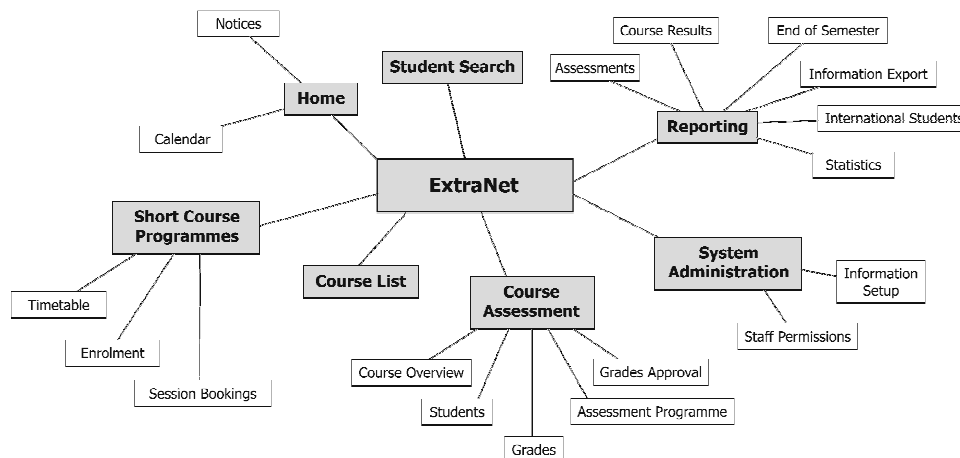 Notices
Course Results
End of Semester
Student Search
Assessments
Information Export
Home
International Students
Reporting
Calendar
Statistics
ExtraNet
Short Course
Programmes
System
Administration
Course List
Information
Setup
Course
Assessment
Timetable
Staff Permissions
Enrolment
Course Overview
Grades Approval
Session Bookings
Students
Assessment Programme
Grades